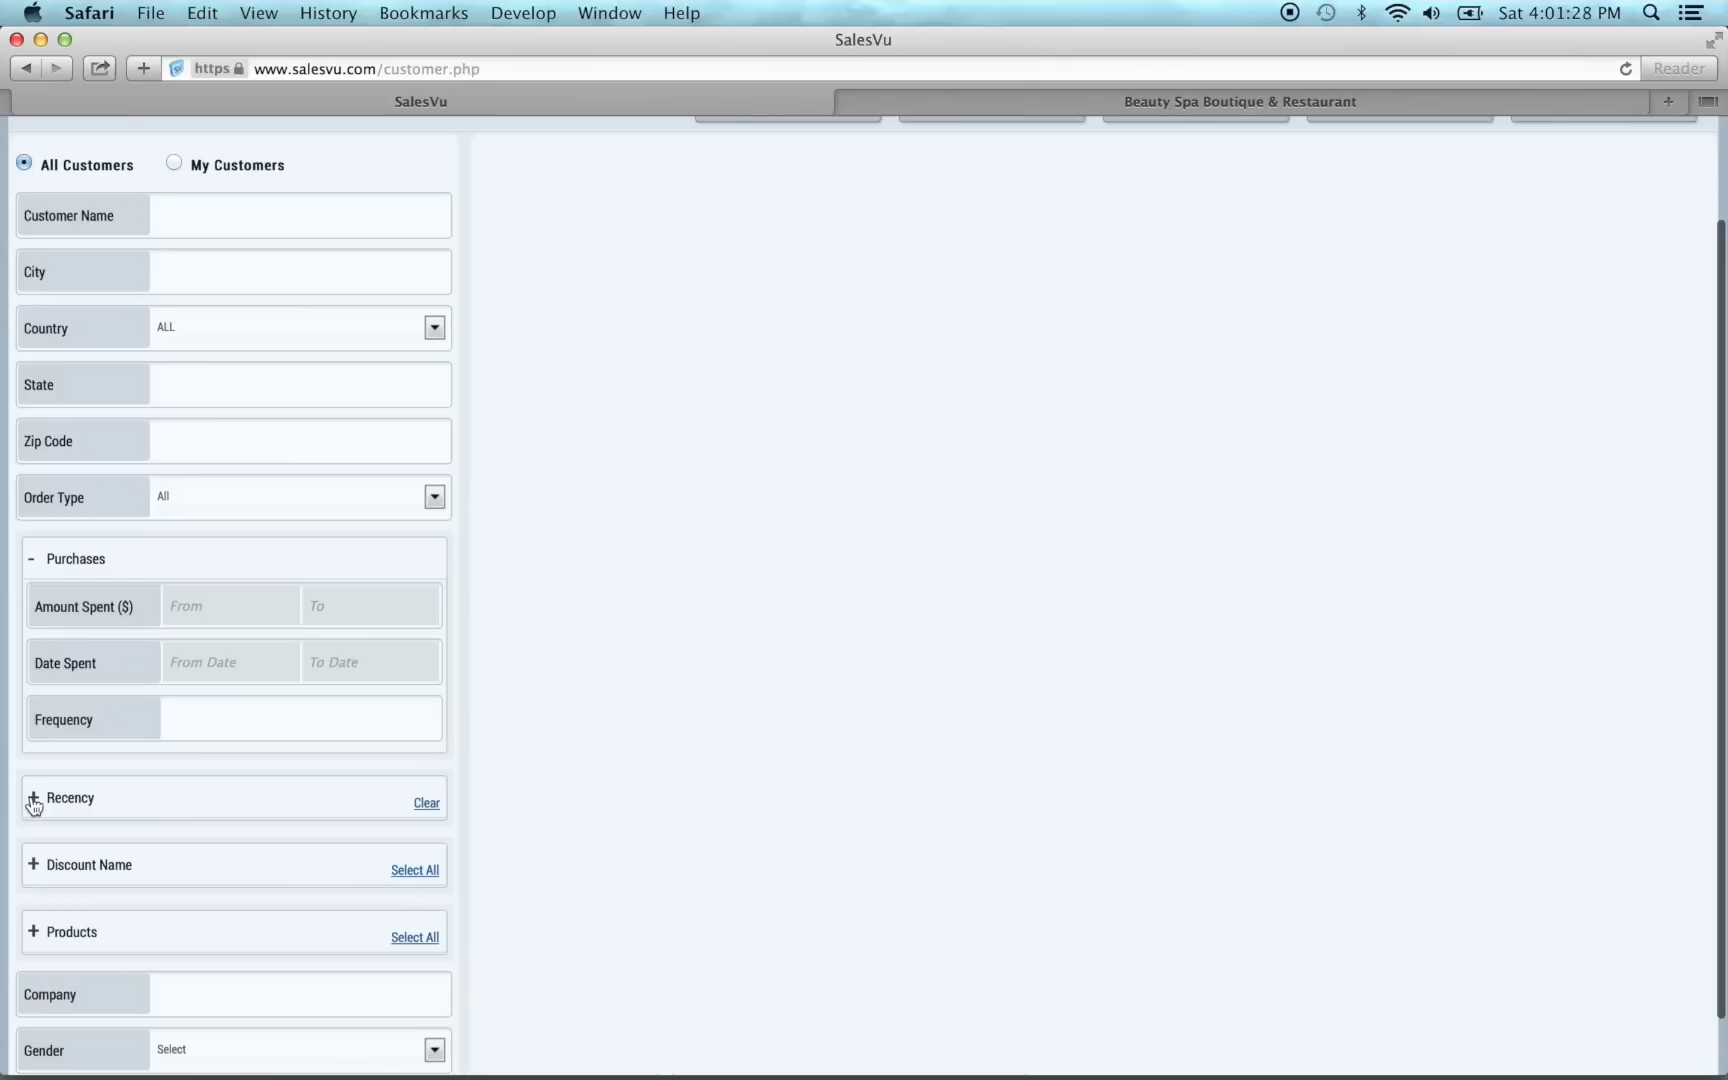 Safari File Edit View History Bookmarks Develop Window Help Sat 4:01:28 PM
SalesVu
+ https www.salesvu.com/customer.php Reader
SalesVu Beauty Spa Boutique & Restaurant +
All Customers My Customers
Customer Name
City
Country ALL
State
Zip Code
Order Type All
- Purchases
Amount Spent ($) From To
Date Spent From Date To Date
Frequency
+ Recency Clear
+ Discount Name Select All
+ Products Select All
Company
Gender Select